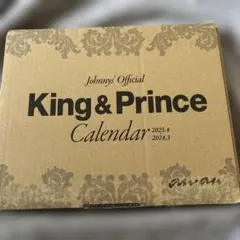 Johnnys' Official
King & Prince
Calendar 2023.4
2024.3